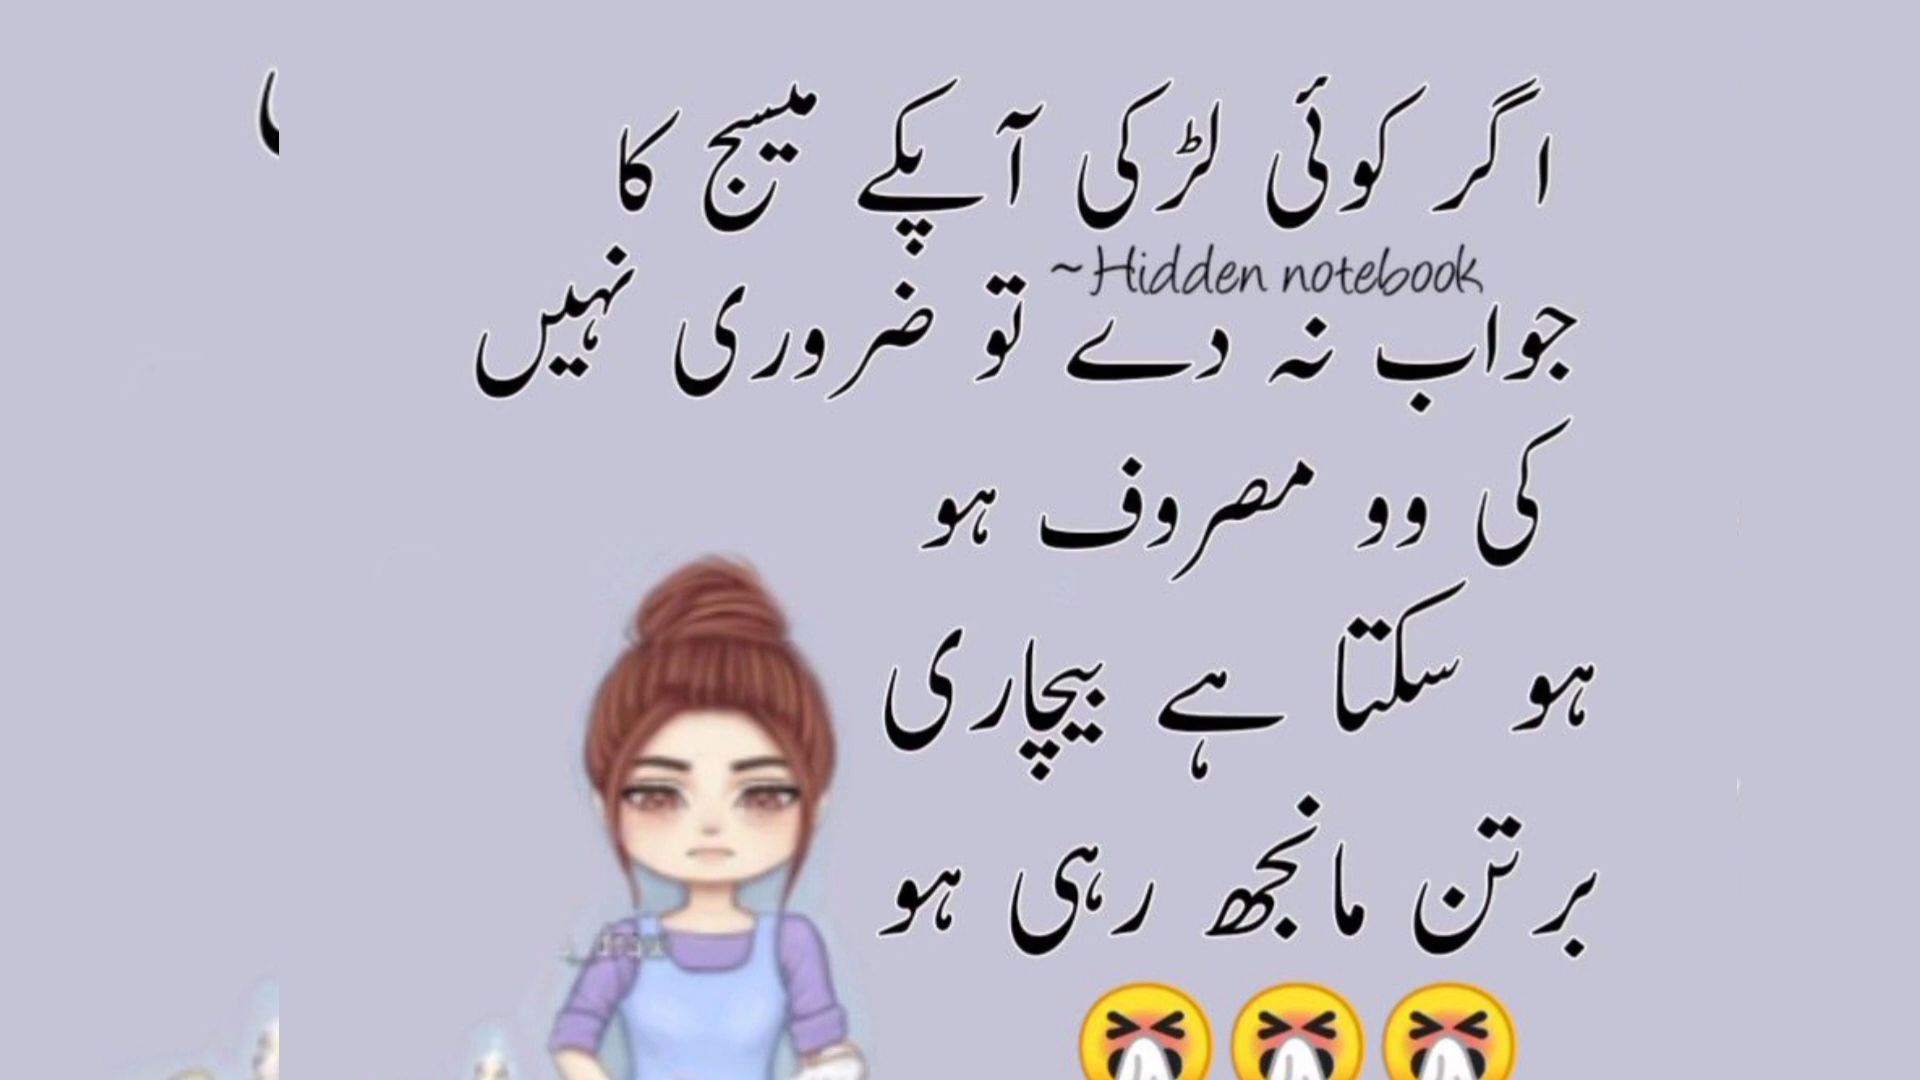 اگر کوئی لڑکی آپکے میسج کا
~Hidden notebook
جواب نہ دے تو ضروری نہیں
کی وو مصروف ہو
ہو سکتا ہے بیچاری
برتن مانجھ رہی ہو